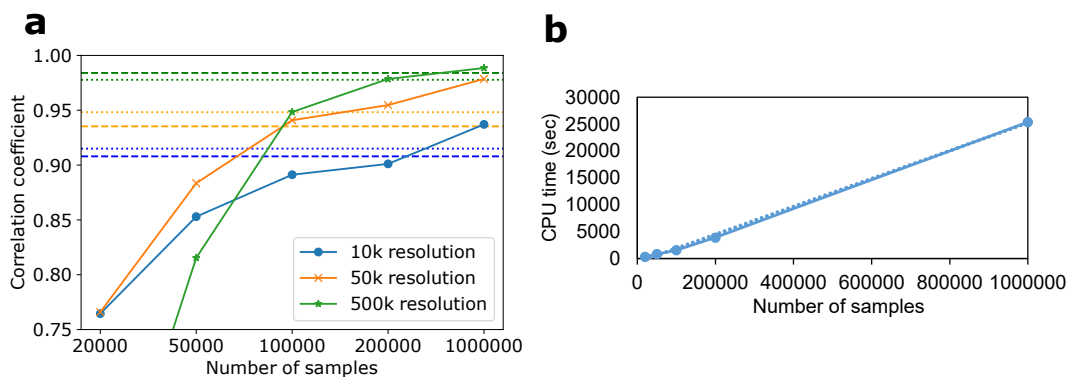 a
1.00
0.95
0.90
0.85
0.80
0.75
Correlation coefficient
20000 50000 100000 200000 1000000
Number of samples
10k resolution
50k resolution
500k resolution
b
30000
25000
20000
15000
10000
5000
0
CPU time (sec)
0 200000 400000 600000 800000 1000000
Number of samples